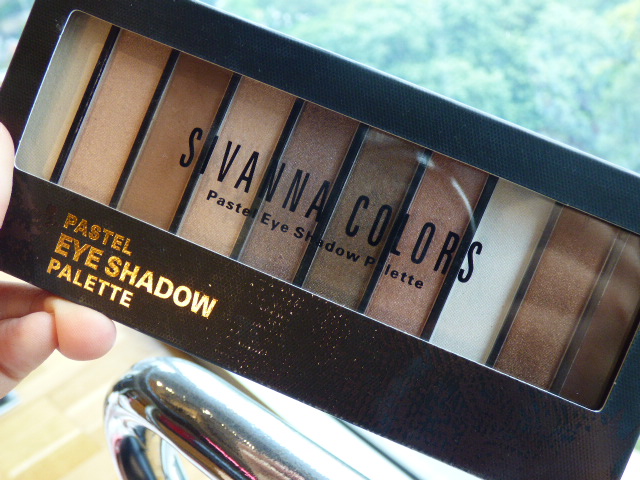 SIVANNA COLORS
Pastel Eye Shadow Palette
PASTEL
EYE SHADOW
PALETTE